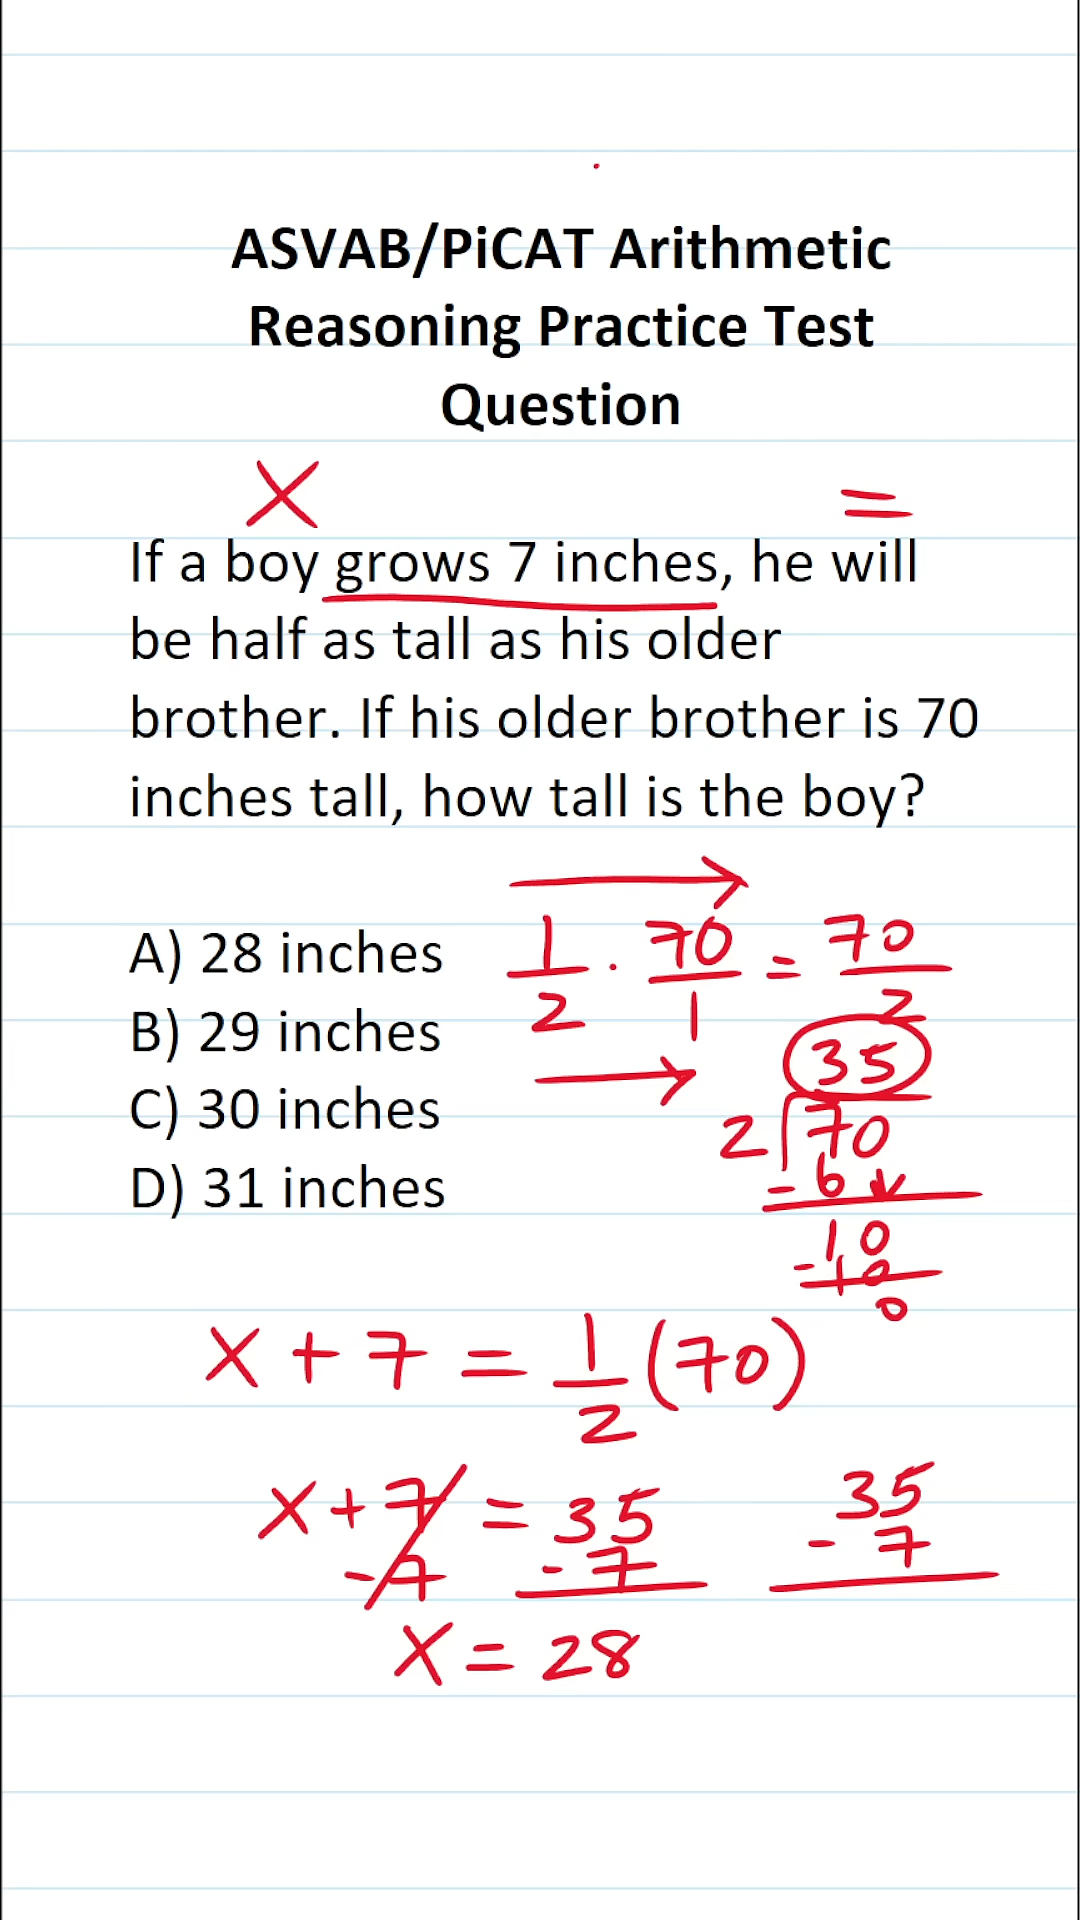 ASVAB/PiCAT Arithmetic
Reasoning Practice Test
Question
X =
If a boy grows 7 inches, he will
be half as tall as his older
brother. If his older brother is 70
inches tall, how tall is the boy?
A) 28 inches
B) 29 inches
C) 30 inches
D) 31 inches
1/2 · 70/1 = 70/2
35
2 70
- 6
10
- 10
0
x + 7 = 1/2 (70)
x + 7 = 35
- 7 - 7
x = 28
35
- 7